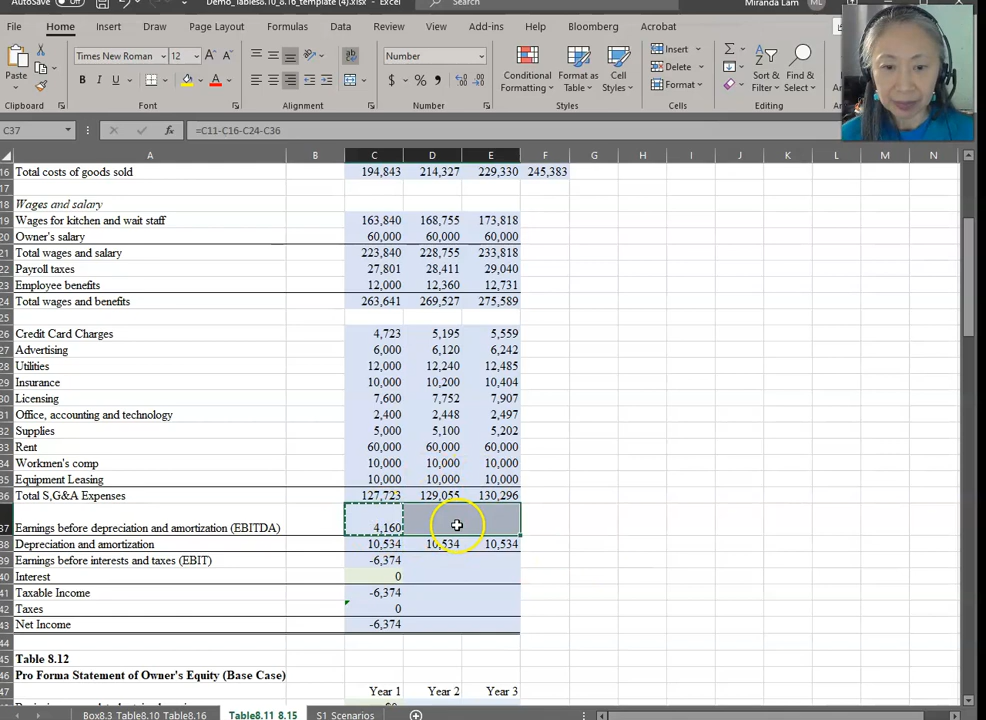 AutoSave Off Demo_Tables8.10_8.16_template (4).xlsx - Excel Search Miranda Lam ML
File Home Insert Draw Page Layout Formulas Data Review View Add-ins Help Bloomberg Acrobat
Times New Roman 12 A A ab Number Insert Σ
Paste B I U A $ % Conditional Formatting Format as Table Cell Styles Delete Format Sort & Filter Find & Select
Clipboard Font Alignment Number Styles Cells Editing
C37 fx =C11-C16-C24-C36
A B C D E F G H I J K L M N
16 Total costs of goods sold 194,843 214,327 229,330 245,383
17
18 Wages and salary
19 Wages for kitchen and wait staff 163,840 168,755 173,818
20 Owner's salary 60,000 60,000 60,000
21 Total wages and salary 223,840 228,755 233,818
22 Payroll taxes 27,801 28,411 29,040
23 Employee benefits 12,000 12,360 12,731
24 Total wages and benefits 263,641 269,527 275,589
25
26 Credit Card Charges 4,723 5,195 5,559
27 Advertising 6,000 6,120 6,242
28 Utilities 12,000 12,240 12,485
29 Insurance 10,000 10,200 10,404
30 Licensing 7,600 7,752 7,907
31 Office, accounting and technology 2,400 2,448 2,497
32 Supplies 5,000 5,100 5,202
33 Rent 60,000 60,000 60,000
34 Workmen's comp 10,000 10,000 10,000
35 Equipment Leasing 10,000 10,000 10,000
36 Total S,G&A Expenses 127,723 129,055 130,296
37 Earnings before depreciation and amortization (EBITDA) 4,160
38 Depreciation and amortization 10,534 10,534 10,534
39 Earnings before interests and taxes (EBIT) -6,374
40 Interest 0
41 Taxable Income -6,374
42 Taxes 0
43 Net Income -6,374
44
45 Table 8.12
46 Pro Forma Statement of Owner's Equity (Base Case)
47 Year 1 Year 2 Year 3
Box8.3 Table8.10 Table8.16 Table8.11 8.15 S1 Scenarios